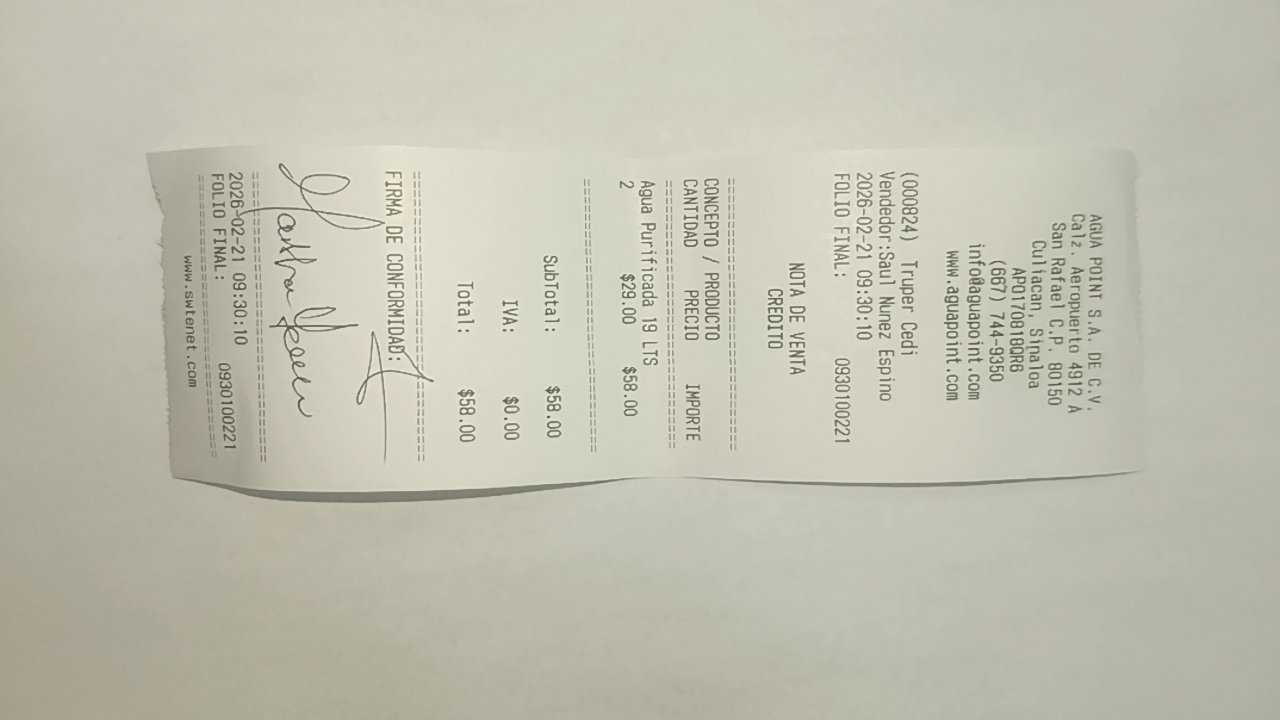 AGUA POINT S.A. DE C.V.
Calz. Aeropuerto 4912 A
San Rafael C.P. 80150
Culiacan, Sinaloa
APO170818QR6
(667) 744-9350
info@aguapoint.com
www.aguapoint.com
(000824) Truper Cedi
Vendedor:Saul Nunez Espino
2026-02-21 09:30:10
FOLIO FINAL: 0930100221
NOTA DE VENTA
CREDITO
==============================
CONCEPTO / PRODUCTO
CANTIDAD PRECIO IMPORTE
==============================
Agua Purificada 19 LTS
2 $29.00 $58.00
==============================
SubTotal: $58.00
IVA: $0.00
Total: $58.00
==============================
FIRMA DE CONFORMIDAD:
==============================
2026-02-21 09:30:10
FOLIO FINAL: 0930100221
==============================
www.swtenet.com